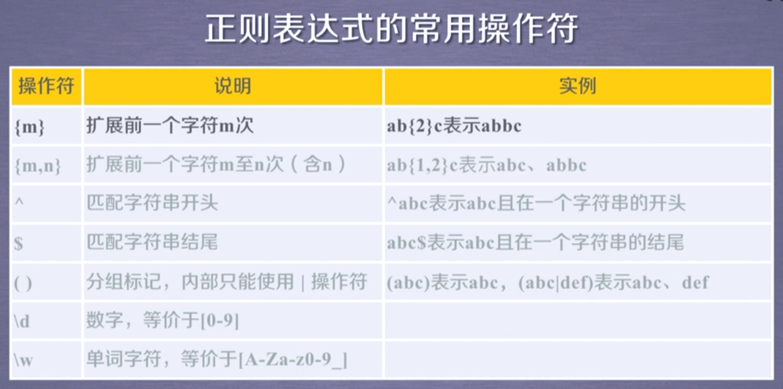 正则表达式的常用操作符
操作符 说明 实例
{m} 扩展前一个字符m次 ab{2}c表示abbc
{m,n} 扩展前一个字符m至n次（含n） ab{1,2}c表示abc、abbc
^ 匹配字符串开头 ^abc表示abc且在一个字符串的开头
$ 匹配字符串结尾 abc$表示abc且在一个字符串的结尾
( ) 分组标记，内部只能使用 | 操作符 (abc)表示abc，(abc|def)表示abc、def
\d 数字，等价于[0-9]
\w 单词字符，等价于[A-Za-z0-9_]